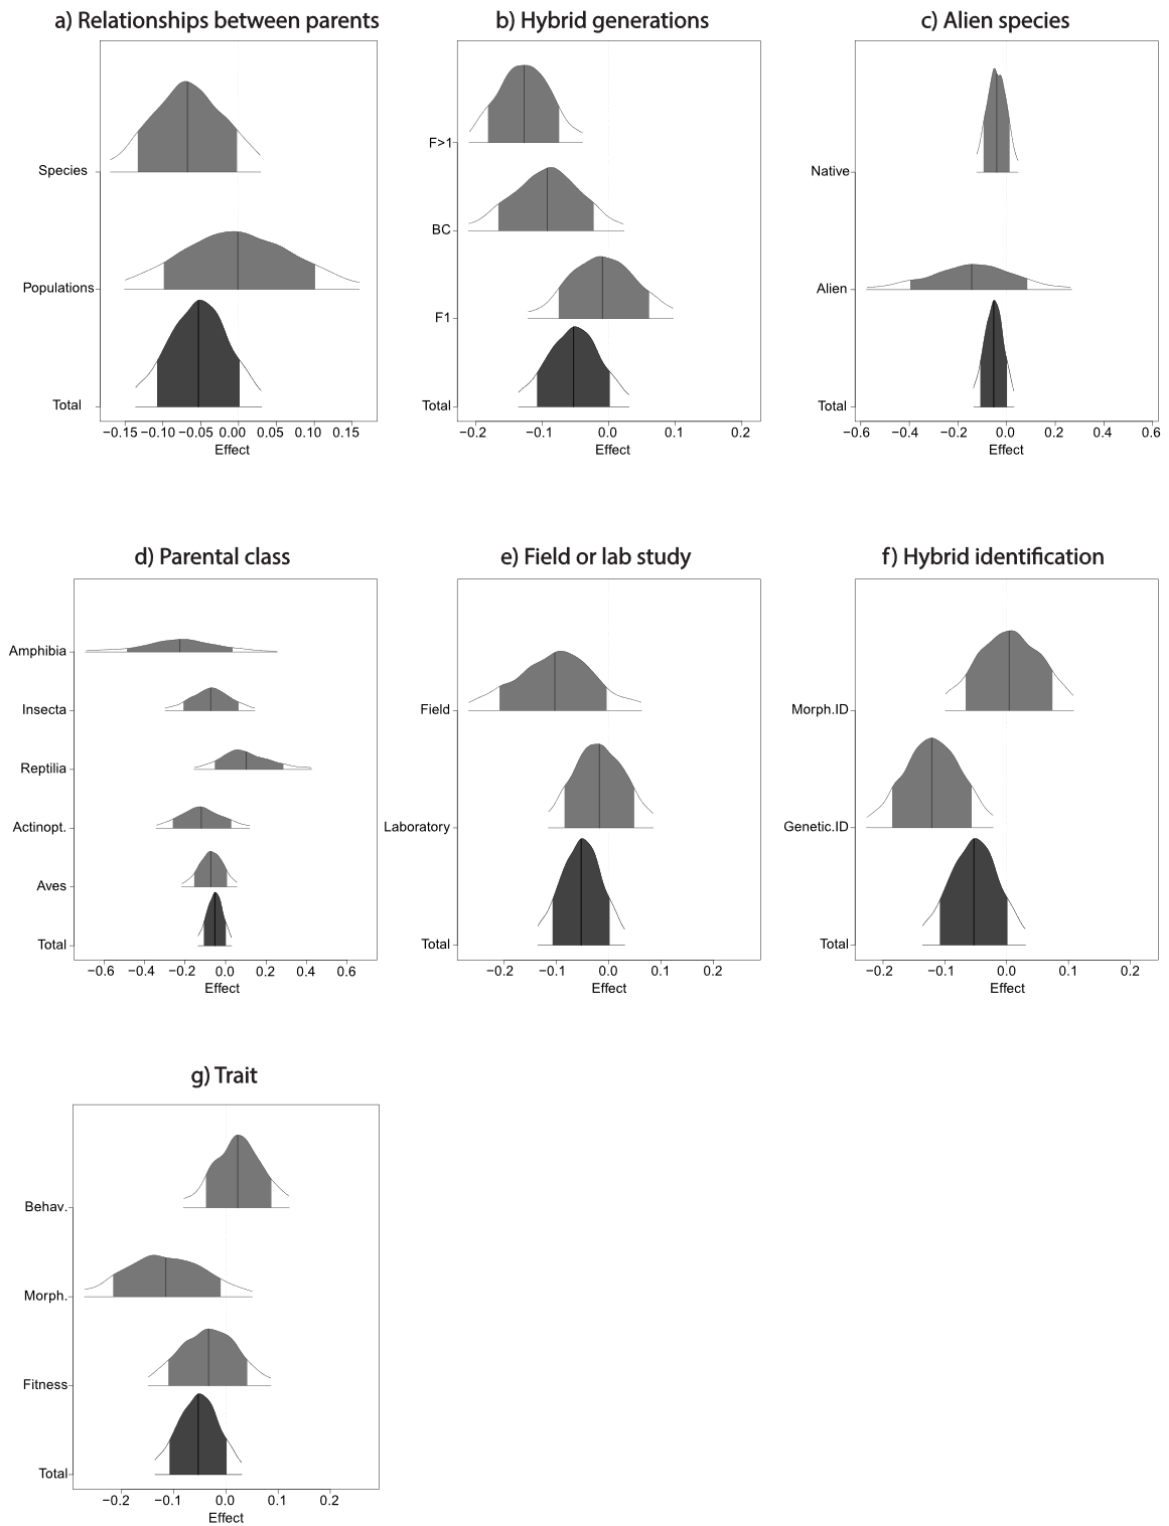 a) Relationships between parents
Species
Populations
Total
−0.15 −0.10 −0.05 0.00 0.05 0.10 0.15
Effect
b) Hybrid generations
F>1
BC
F1
Total
−0.2 −0.1 0.0 0.1 0.2
Effect
c) Alien species
Native
Alien
Total
−0.6 −0.4 −0.2 0.0 0.2 0.4 0.6
Effect
d) Parental class
Amphibia
Insecta
Reptilia
Actinopt.
Aves
Total
−0.6 −0.4 −0.2 0.0 0.2 0.4 0.6
Effect
e) Field or lab study
Field
Laboratory
Total
−0.2 −0.1 0.0 0.1 0.2
Effect
f) Hybrid identification
Morph.ID
Genetic.ID
Total
−0.2 −0.1 0.0 0.1 0.2
Effect
g) Trait
Behav.
Morph.
Fitness
Total
−0.2 −0.1 0.0 0.1 0.2
Effect